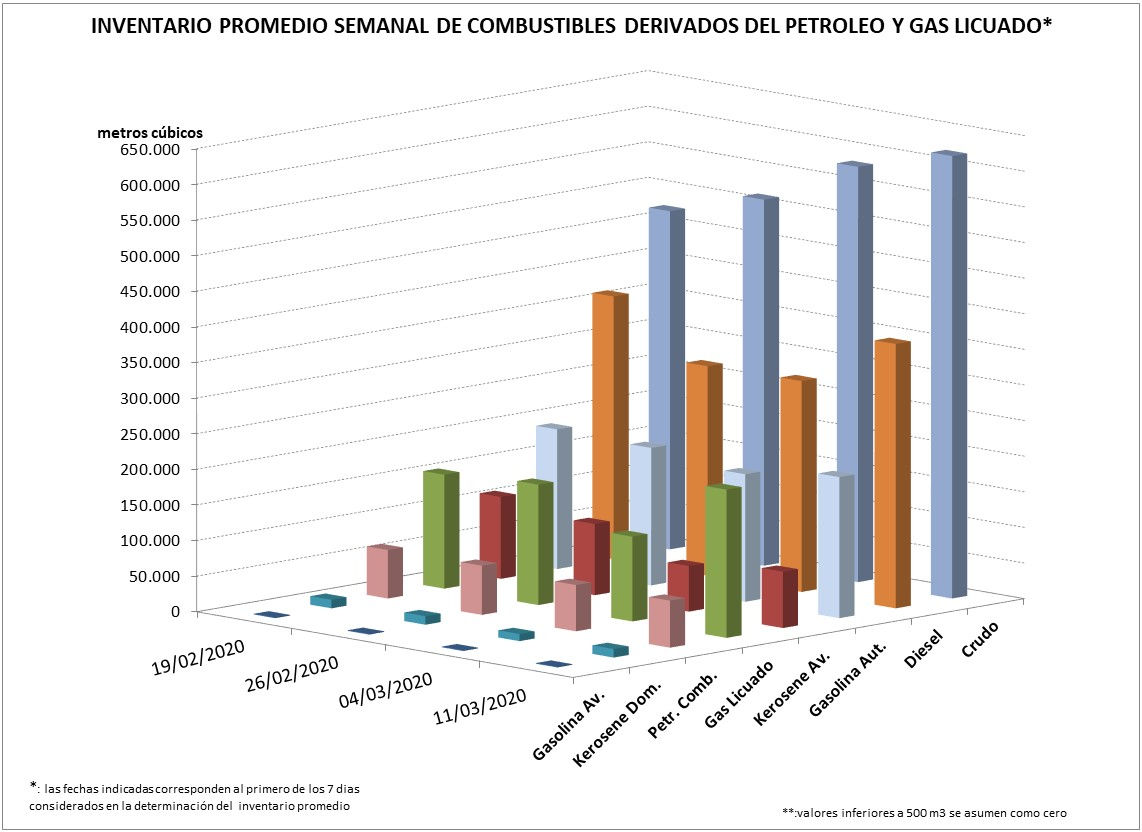 INVENTARIO PROMEDIO SEMANAL DE COMBUSTIBLES DERIVADOS DEL PETROLEO Y GAS LICUADO*
metros cúbicos
650.000
600.000
550.000
500.000
450.000
400.000
350.000
300.000
250.000
200.000
150.000
100.000
50.000
0
19/02/2020
26/02/2020
04/03/2020
11/03/2020
Gasolina Av.
Kerosene Dom.
Petr. Comb.
Gas Licuado
Kerosene Av.
Gasolina Aut.
Diesel
Crudo
*: las fechas indicadas corresponden al primero de los 7 dias
considerados en la determinación del inventario promedio
**:valores inferiores a 500 m3 se asumen como cero